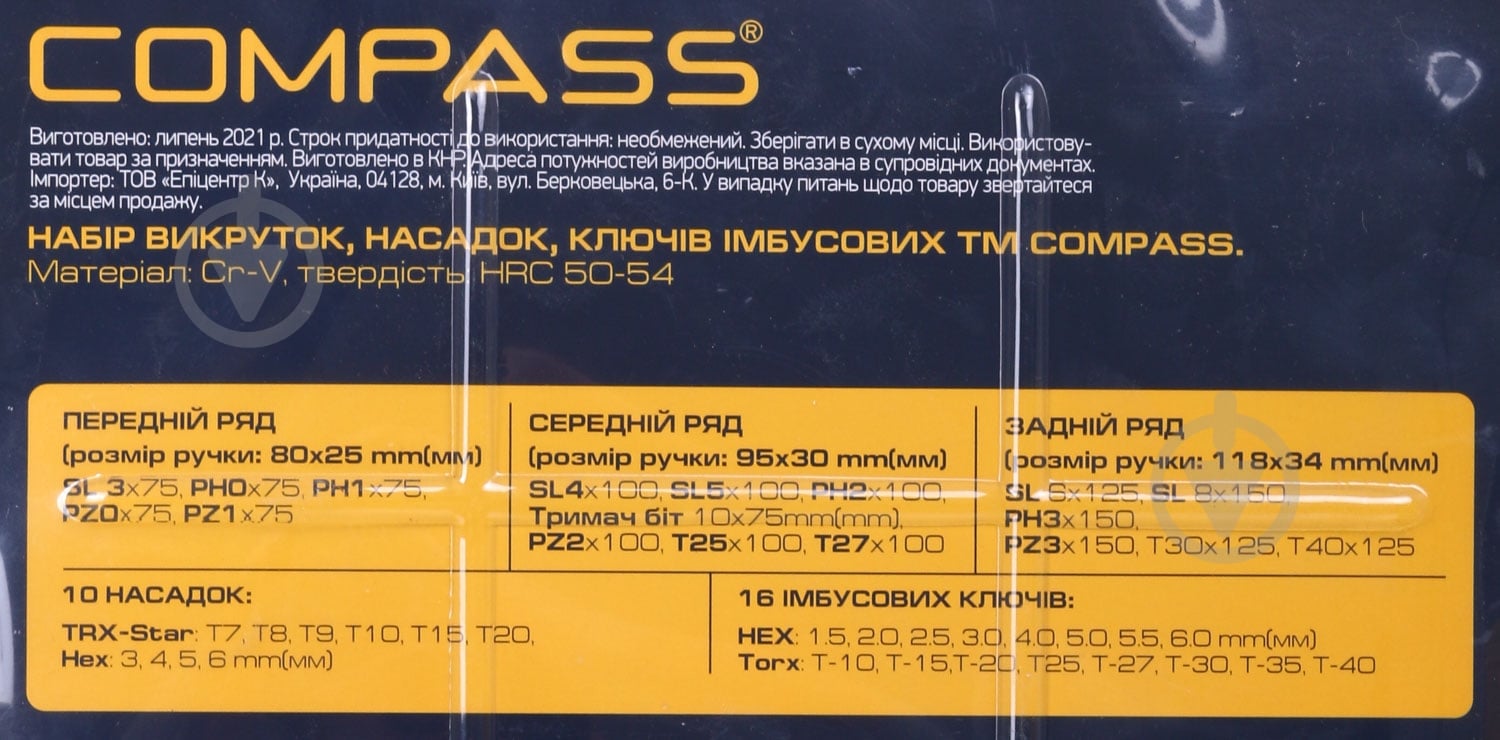 COMPASS®
Виготовлено: липень 2021 р. Строк придатності до використання: необмежений. Зберігати в сухому місці. Використову-
вати товар за призначенням. Виготовлено в КНР. Адреса потужностей виробництва вказана в супровідних документах.
Імпортер: ТОВ «Епіцентр К», Україна, 04128, м. Київ, вул. Берковецька, 6-К. У випадку питань щодо товару звертайтеся
за місцем продажу.
НАБІР ВИКРУТОК, НАСАДОК, КЛЮЧІВ ІМБУСОВИХ ТМ COMPASS.
Матеріал: Cr-V, твердість HRC 50-54
ПЕРЕДНІЙ РЯД
(розмір ручки: 80x25 mm(мм)
SL 3x75, PH0x75, PH1x75,
PZ0x75, PZ1x75
СЕРЕДНІЙ РЯД
(розмір ручки: 95x30 mm(мм)
SL4x100, SL5x100, PH2x100,
Тримач біт 10x75mm(mm),
PZ2x100, T25x100, T27x100
ЗАДНІЙ РЯД
(розмір ручки: 118x34 mm(мм)
SL 6x125, SL 8x150
PH3x150,
PZ3x150, T30x125, T40x125
10 НАСАДОК:
TRX-Star: T7, T8, T9, T10, T15, T20,
Hex: 3, 4, 5, 6 mm(мм)
16 ІМБУСОВИХ КЛЮЧІВ:
HEX: 1.5, 2.0, 2.5, 3.0, 4.0, 5.0, 5.5, 6.0 mm(мм)
Torx: T-10, T-15,T-20, T25, T-27, T-30, T-35, T-40